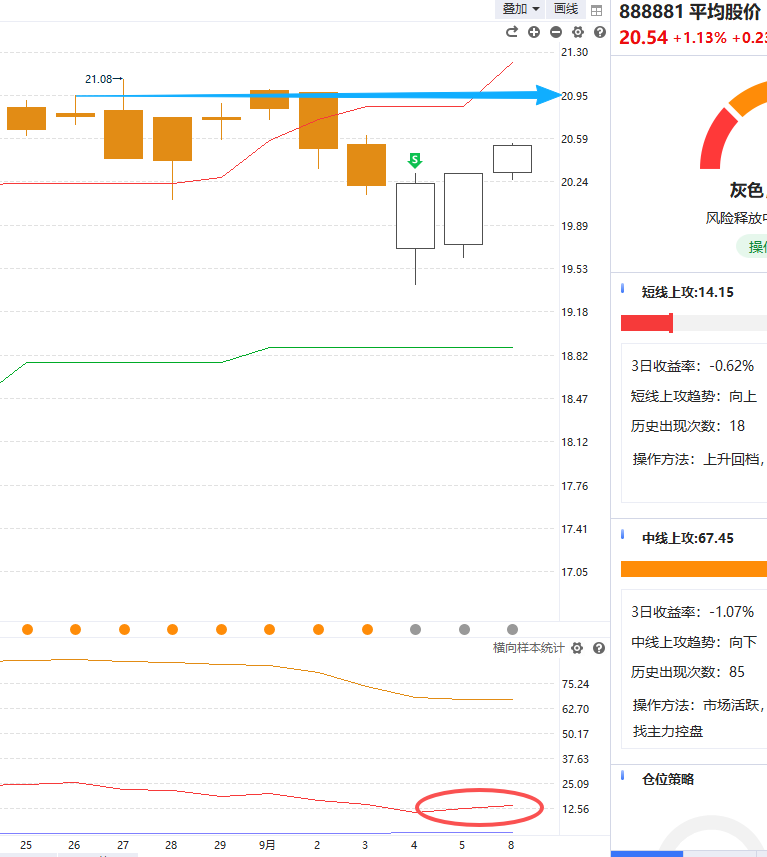 叠加 画线
888881 平均股价
20.54 +1.13% +0.23
21.30
21.08
20.95
20.59
20.24
19.89
19.53
19.18
18.82
18.47
18.12
17.76
17.41
17.05
S
灰色
风险释放中
短线上攻:14.15
3日收益率: -0.62%
短线上攻趋势: 向上
历史出现次数: 18
操作方法: 上升回档,
中线上攻:67.45
3日收益率: -1.07%
中线上攻趋势: 向下
历史出现次数: 85
操作方法: 市场活跃,
找主力控盘
仓位策略
横向样本统计
75.24
62.70
50.17
37.63
25.09
12.56
25 26 27 28 29 9月 2 3 4 5 8